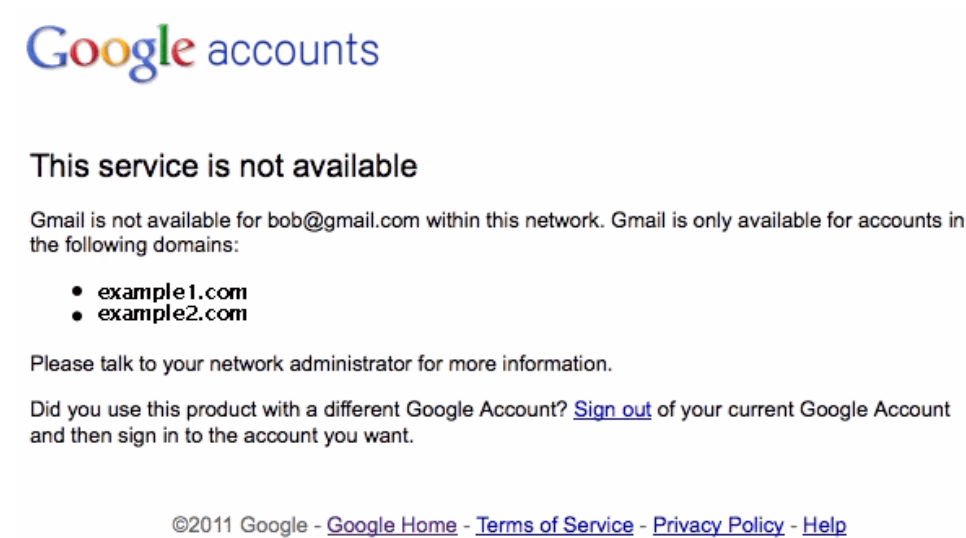 Google accounts
This service is not available
Gmail is not available for bob@gmail.com within this network. Gmail is only available for accounts in
the following domains:
• example1.com
• example2.com
Please talk to your network administrator for more information.
Did you use this product with a different Google Account? Sign out of your current Google Account
and then sign in to the account you want.
©2011 Google - Google Home - Terms of Service - Privacy Policy - Help